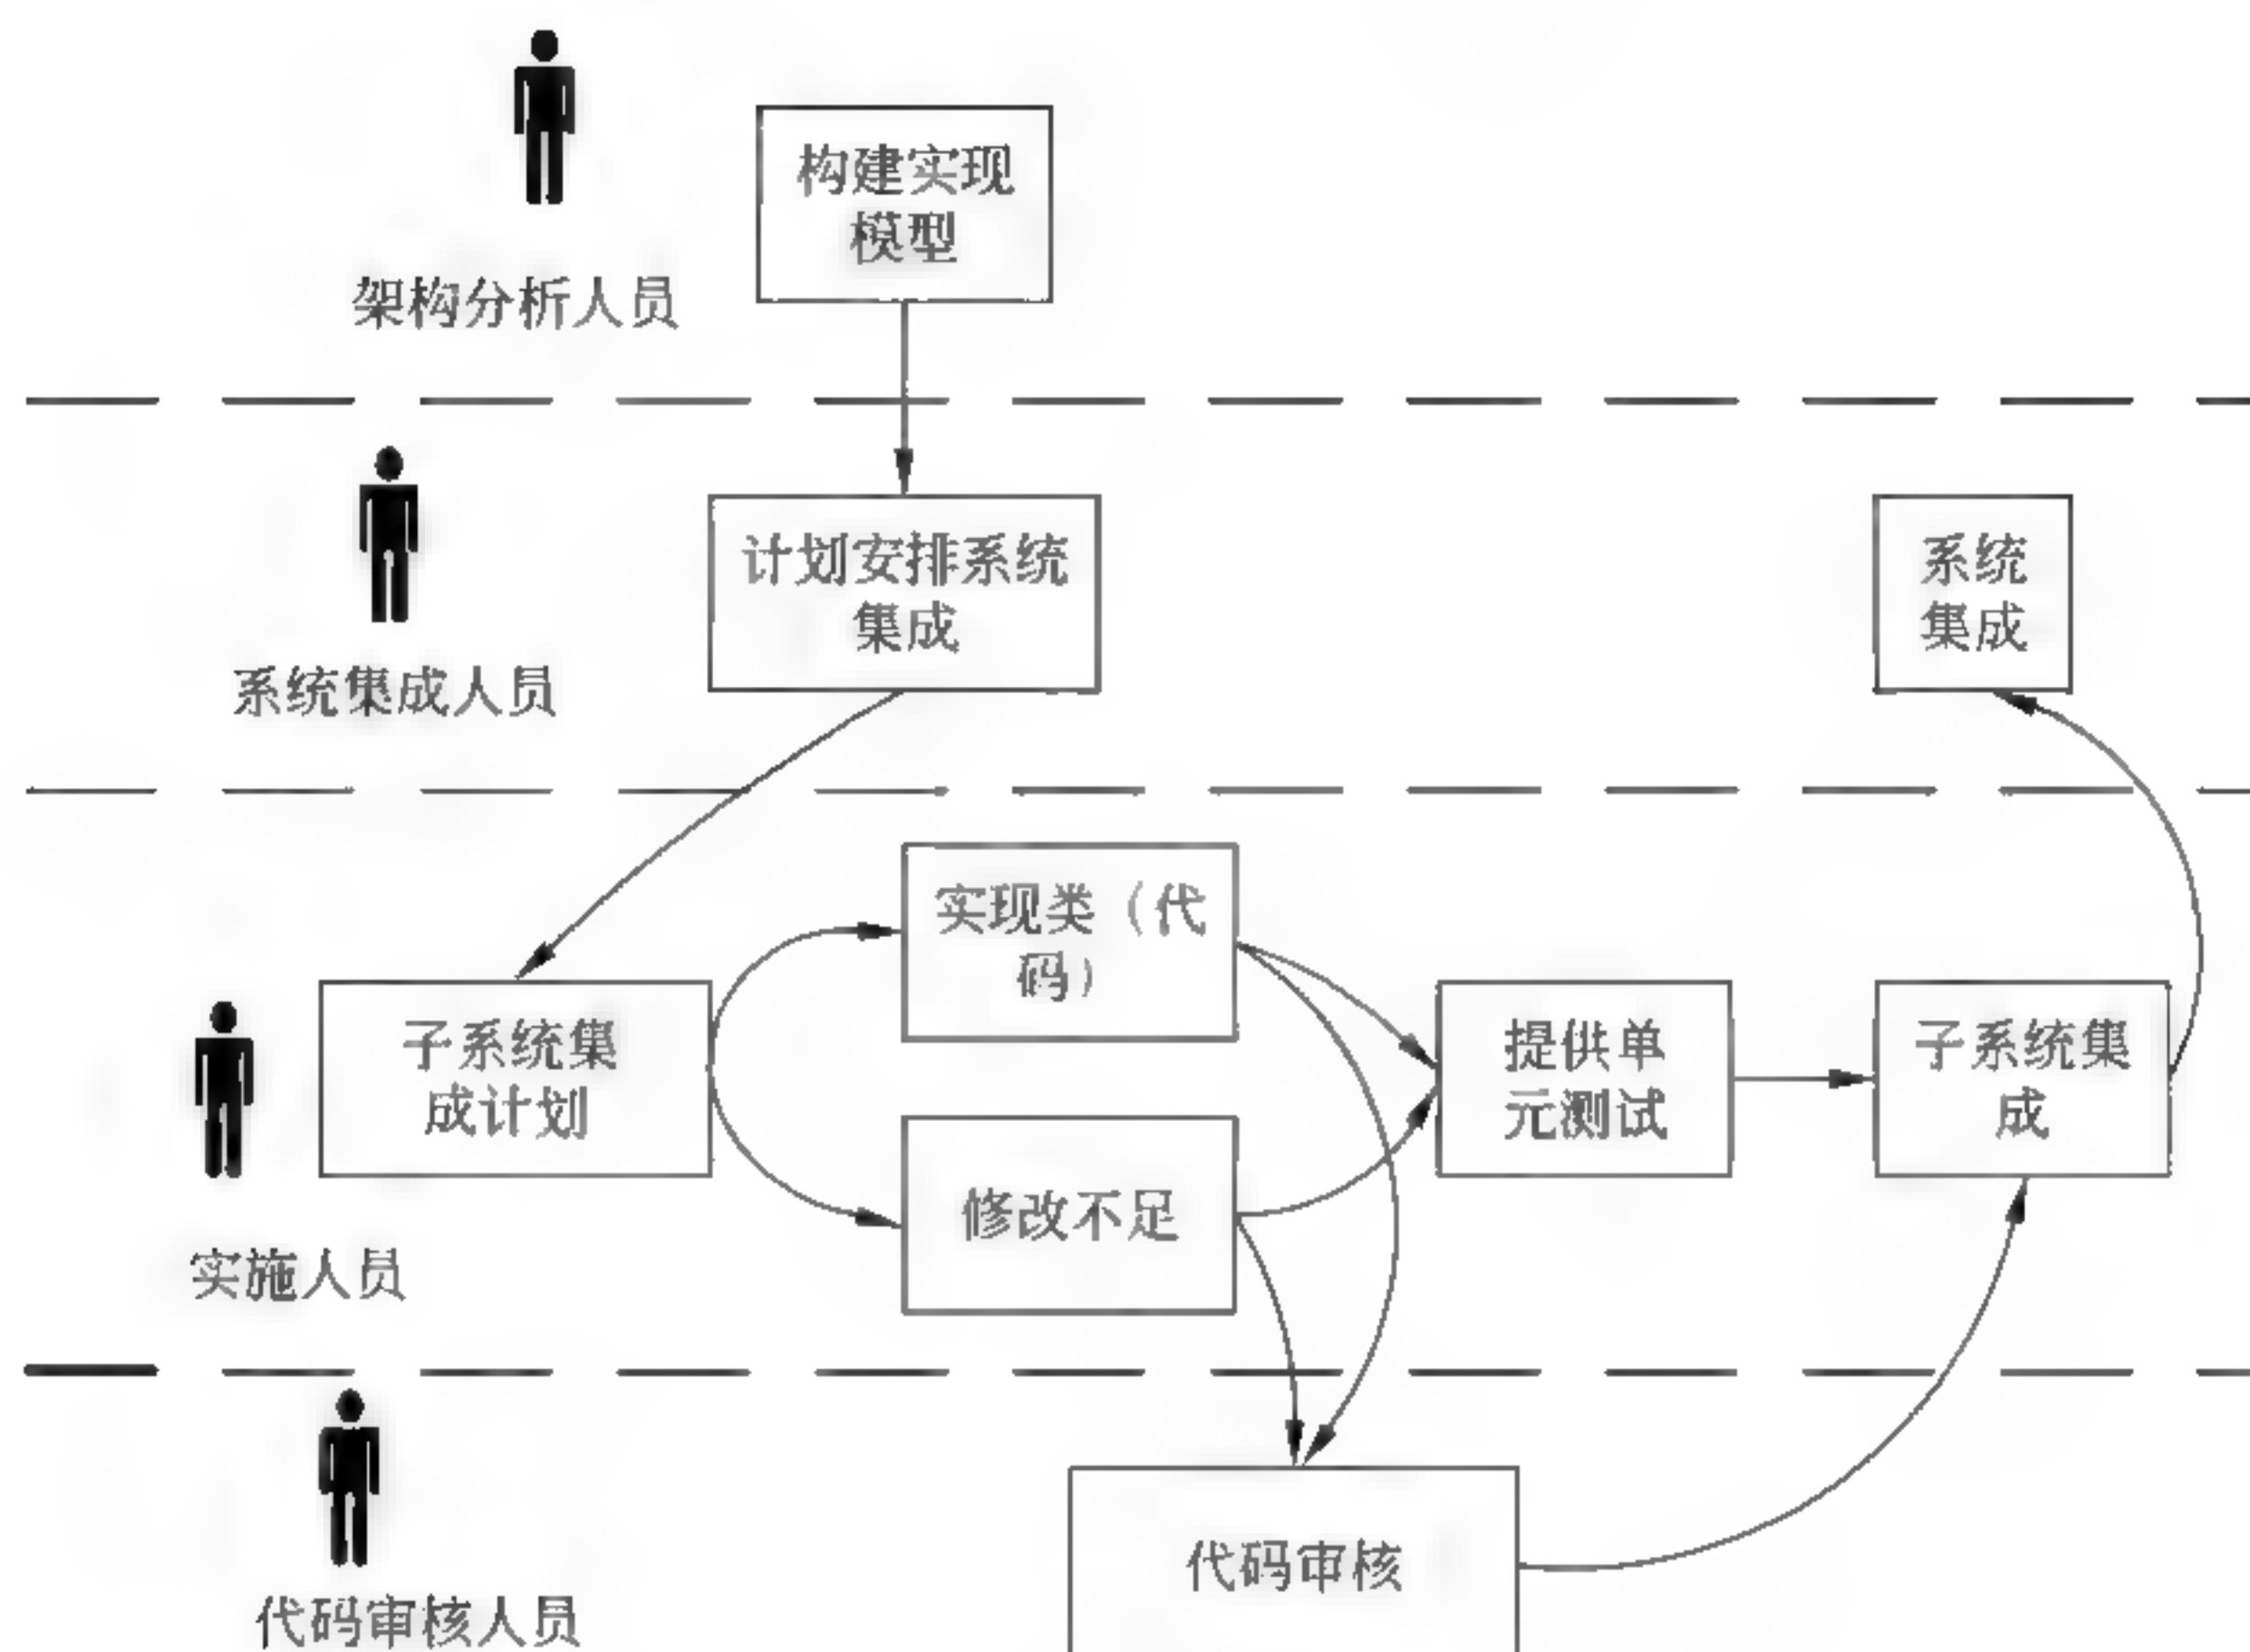 构建实现
模型
架构分析人员
计划安排系统
集成
系统
集成
系统集成人员
实现类（代
码）
子系统集
成计划
提供单
元测试
子系统集
成
修改不足
实施人员
代码审核
代码审核人员